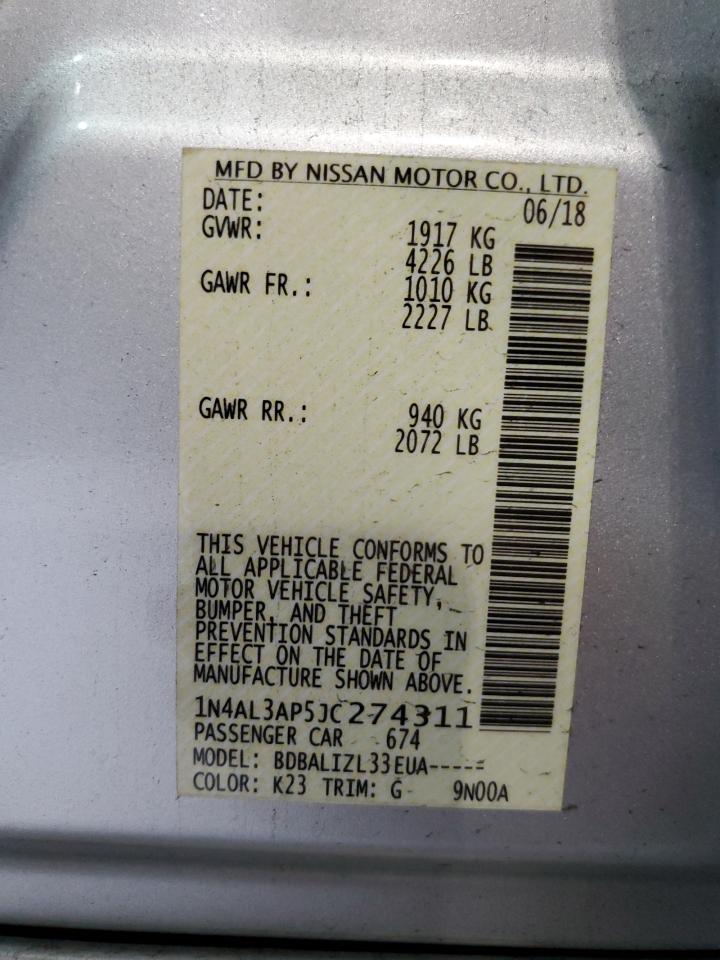 MFD BY NISSAN MOTOR CO., LTD.
DATE: 06/18
GVWR: 1917 KG
4226 LB
GAWR FR.: 1010 KG
2227 LB
GAWR RR.: 940 KG
2072 LB
THIS VEHICLE CONFORMS TO
ALL APPLICABLE FEDERAL
MOTOR VEHICLE SAFETY,
BUMPER, AND THEFT
PREVENTION STANDARDS IN
EFFECT ON THE DATE OF
MANUFACTURE SHOWN ABOVE.
1N4AL3AP5JC274311
PASSENGER CAR 674
MODEL: BDBALIZL33EUA-----
COLOR: K23 TRIM: G 9N00A